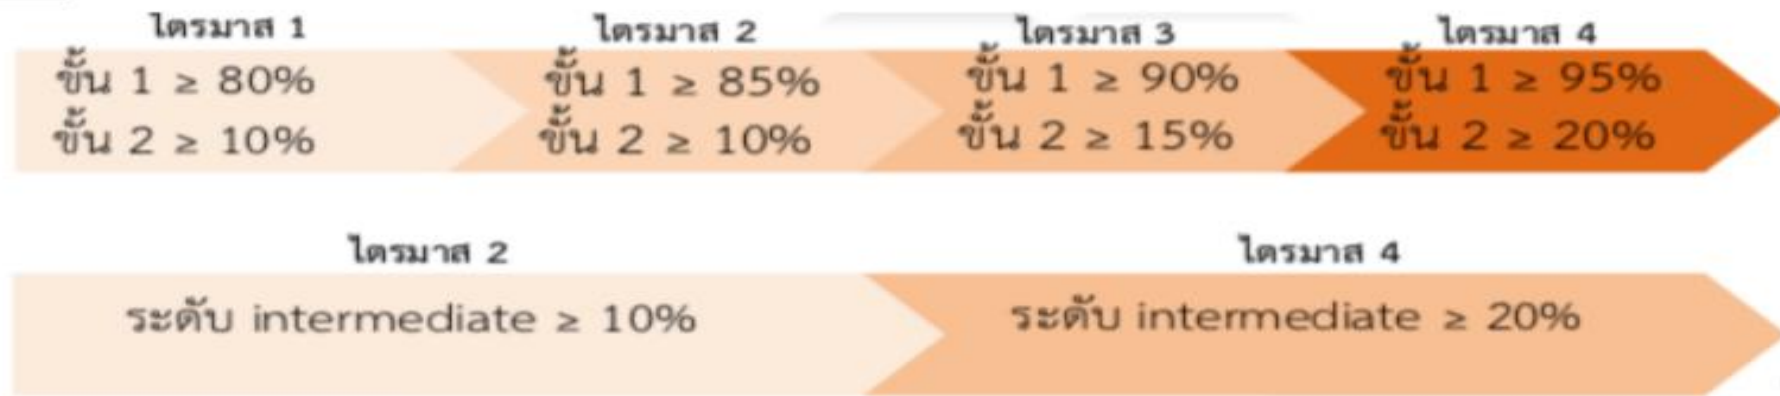 ไตรมาส 1 ไตรมาส 2 ไตรมาส 3 ไตรมาส 4
ขั้น 1 ≥ 80% ขั้น 1 ≥ 85% ขั้น 1 ≥ 90% ขั้น 1 ≥ 95%
ขั้น 2 ≥ 10% ขั้น 2 ≥ 10% ขั้น 2 ≥ 15% ขั้น 2 ≥ 20%
ไตรมาส 2 ไตรมาส 4
ระดับ intermediate ≥ 10% ระดับ intermediate ≥ 20%